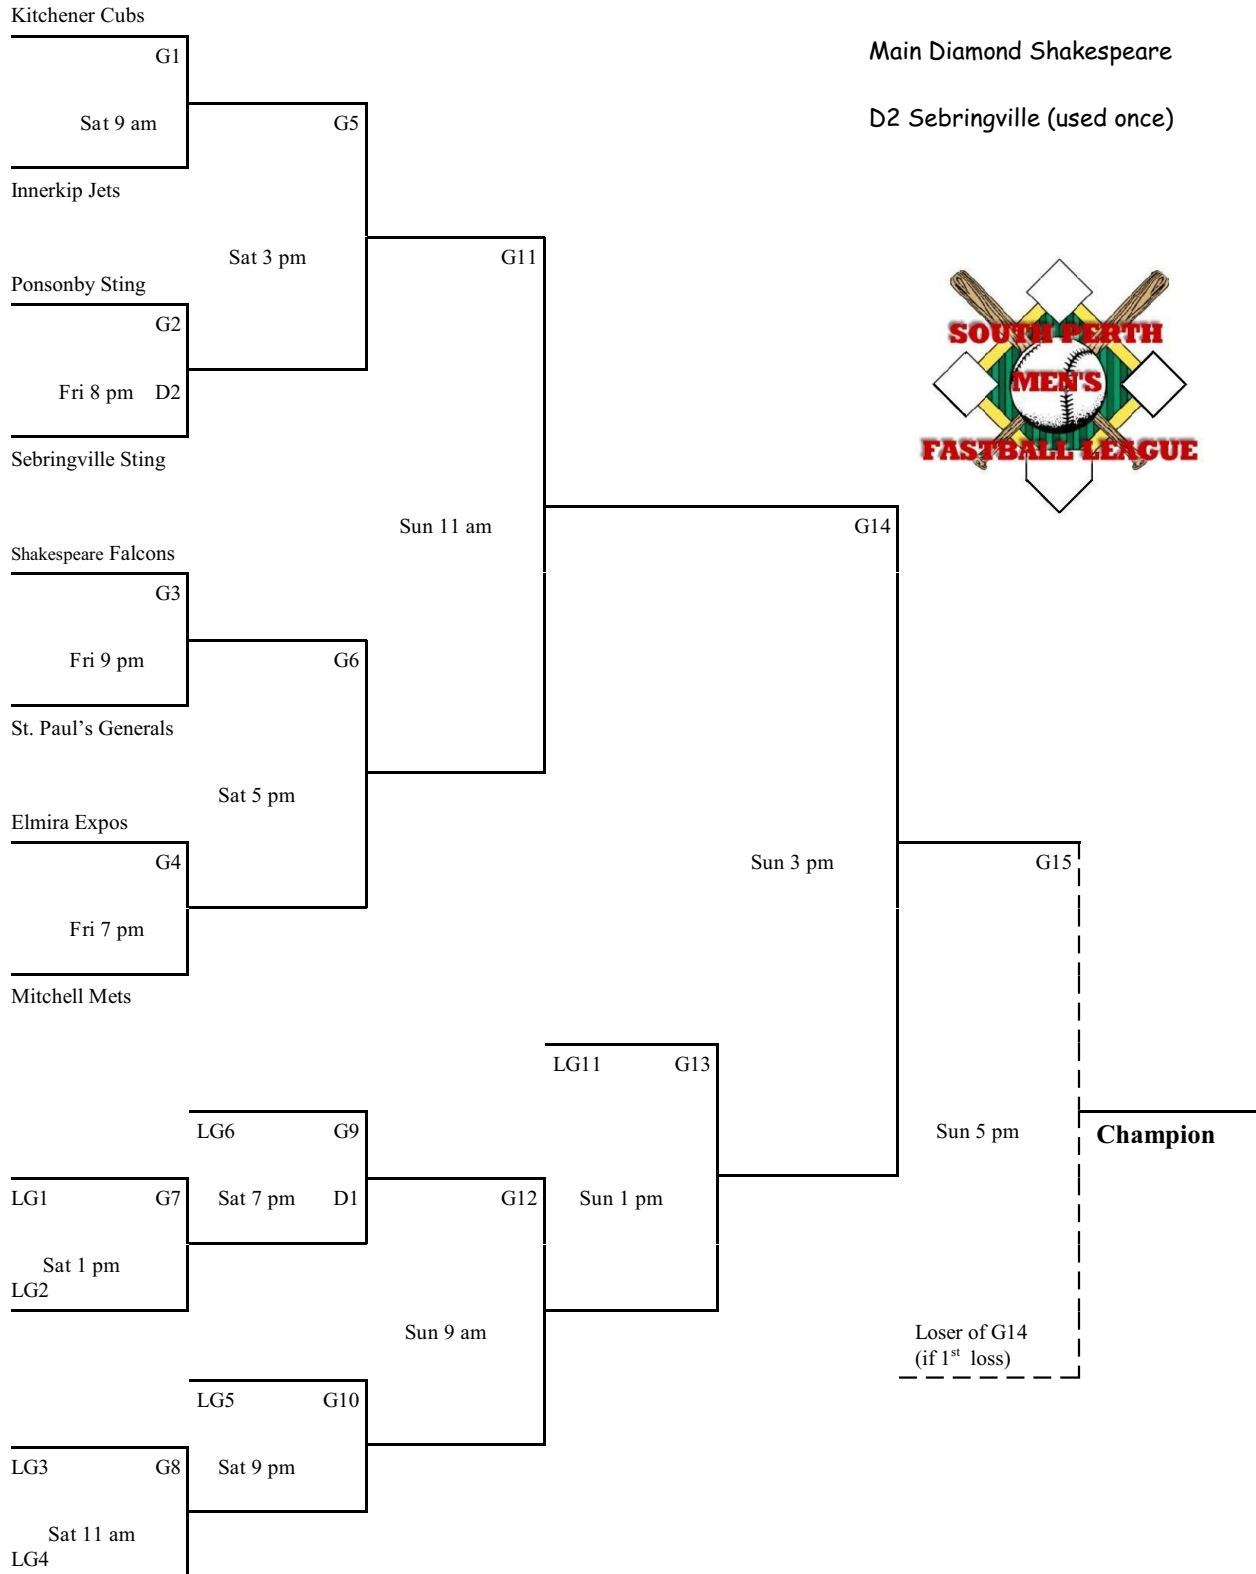 Kitchener Cubs
G1
Main Diamond Shakespeare
Sat 9 am
G5
D2 Sebringville (used once)
Innerkip Jets
Sat 3 pm
G11
Ponsonby Sting
G2
SOUTH PERTH
MEN'S
FASTBALL LEAGUE
Fri 8 pm D2
Sebringville Sting
Sun 11 am
G14
Shakespeare Falcons
G3
Fri 9 pm
G6
St. Paul’s Generals
Sat 5 pm
Elmira Expos
G4
Sun 3 pm
G15
Fri 7 pm
Mitchell Mets
LG11 G13
LG6 G9
Sun 5 pm
Champion
LG1 G7
Sat 7 pm D1
G12
Sun 1 pm
Sat 1 pm
LG2
Sun 9 am
Loser of G14
(if 1st loss)
LG5 G10
LG3 G8
Sat 9 pm
Sat 11 am
LG4